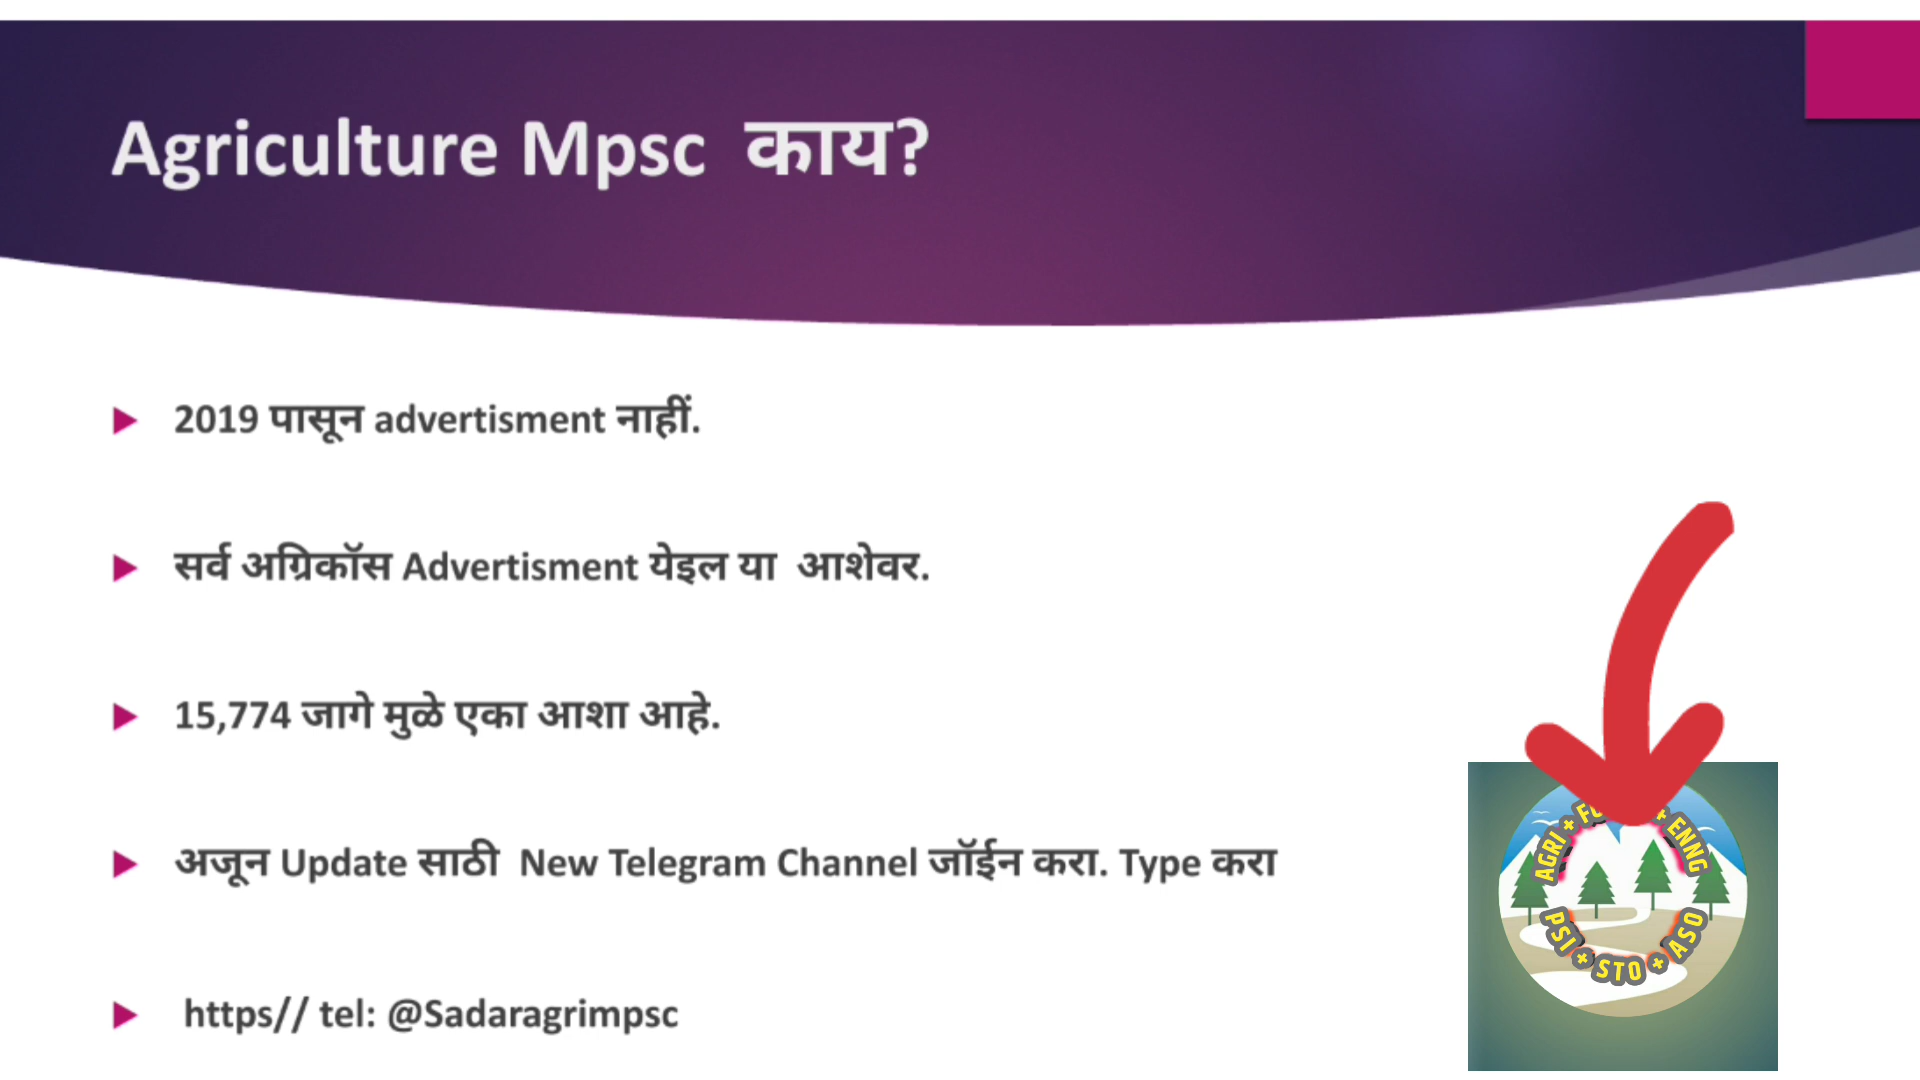 Agriculture Mpsc काय?
2019 पासून advertisment नाहीं.
सर्व अग्रिकॉस Advertisment येइल या आशेवर.
15,774 जागे मुळे एका आशा आहे.
अजून Update साठी New Telegram Channel जॉईन करा. Type करा
https// tel: @Sadaragrimpsc
AGRI +
+ ENNG
PSI + STO + ASO